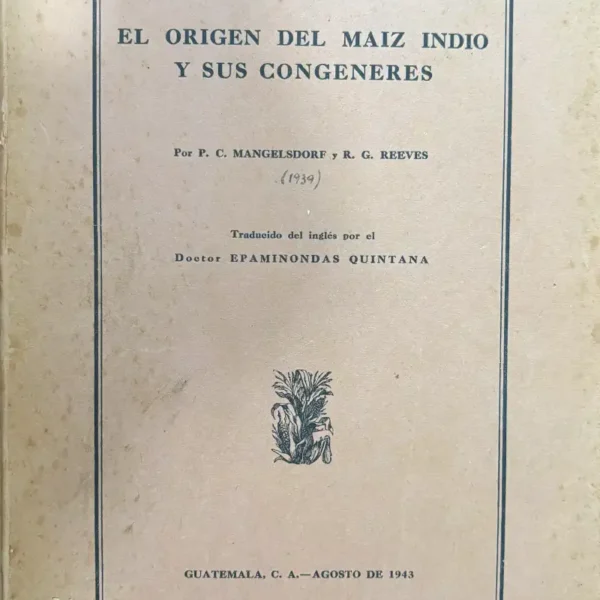 EL ORIGEN DEL MAIZ INDIO
Y SUS CONGENERES
Por P. C. MANGELSDORF y R. G. REEVES
(1939)
Traducido del inglés por el
Doctor EPAMINONDAS QUINTANA
GUATEMALA, C. A.—AGOSTO DE 1943